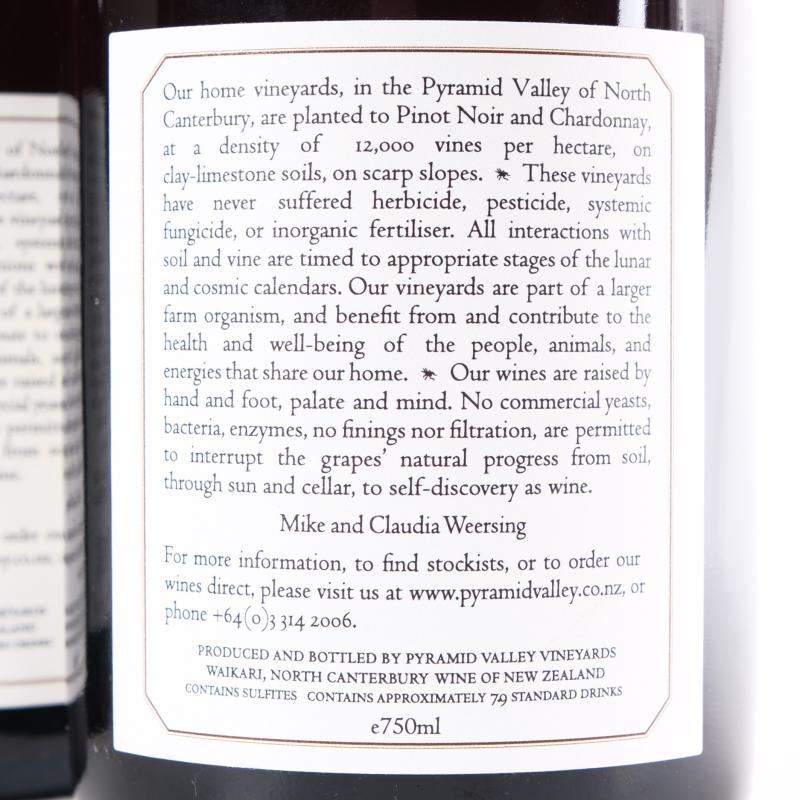 Our home vineyards, in the Pyramid Valley of North
Canterbury, are planted to Pinot Noir and Chardonnay,
at a density of 12,000 vines per hectare, on
clay-limestone soils, on scarp slopes. These vineyards
have never suffered herbicide, pesticide, systemic
fungicide, or inorganic fertiliser. All interactions with
soil and vine are timed to appropriate stages of the lunar
and cosmic calendars. Our vineyards are part of a larger
farm organism, and benefit from and contribute to the
health and well-being of the people, animals, and
energies that share our home. Our wines are raised by
hand and foot, palate and mind. No commercial yeasts,
bacteria, enzymes, no finings nor filtration, are permitted
to interrupt the grapes' natural progress from soil,
through sun and cellar, to self-discovery as wine.
Mike and Claudia Weersing
For more information, to find stockists, or to order our
wines direct, please visit us at www.pyramidvalley.co.nz, or
phone +64(0)3 314 2006.
PRODUCED AND BOTTLED BY PYRAMID VALLEY VINEYARDS
WAIKARI, NORTH CANTERBURY WINE OF NEW ZEALAND
CONTAINS SULFITES CONTAINS APPROXIMATELY 7.9 STANDARD DRINKS
e750ml